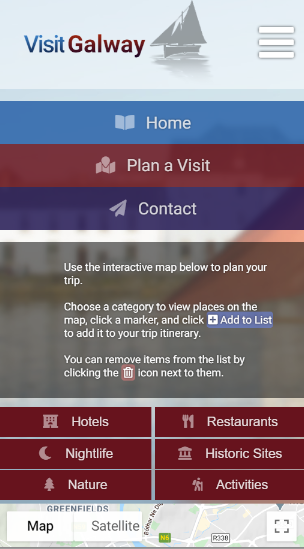 Visit Galway
Home
Plan a Visit
Contact
Use the interactive map below to plan your
trip.
Choose a category to view places on the
map, click a marker, and click Add to List
to add it to your trip itinerary.
You can remove items from the list by
clicking the icon next to them.
Hotels
Restaurants
Nightlife
Historic Sites
Nature
Activities
GREENFIELDS
Map
Satellite
N6
R338